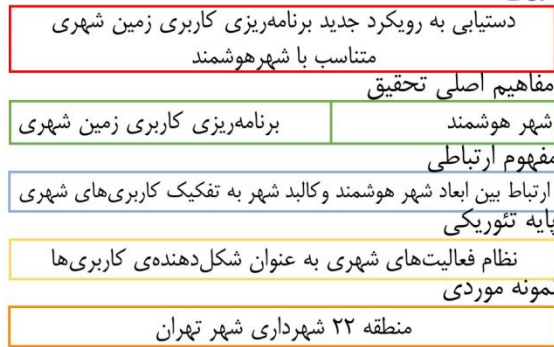 دستیابی به رویکرد جدید برنامه‌ریزی کاربری زمین شهری
متناسب با شهرهوشمند
مفاهیم اصلی تحقیق
شهر هوشمند
برنامه‌ریزی کاربری زمین شهری
مفهوم ارتباطی
ارتباط بین ابعاد شهر هوشمند وکالبد شهر به تفکیک کاربری‌های شهری
پایه تئوریکی
نظام فعالیت‌های شهری به عنوان شکل‌دهنده‌ی کاربری‌ها
نمونه موردی
منطقه ۲۲ شهرداری شهر تهران